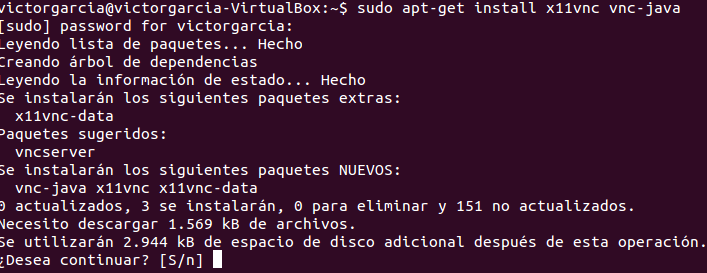 victorgarcia@victorgarcia-VirtualBox:~$ sudo apt-get install x11vnc vnc-java
[sudo] password for victorgarcia:
Leyendo lista de paquetes... Hecho
Creando árbol de dependencias
Leyendo la información de estado... Hecho
Se instalarán los siguientes paquetes extras:
  x11vnc-data
Paquetes sugeridos:
  vncserver
Se instalarán los siguientes paquetes NUEVOS:
  vnc-java x11vnc x11vnc-data
0 actualizados, 3 se instalarán, 0 para eliminar y 151 no actualizados.
Necesito descargar 1.569 kB de archivos.
Se utilizarán 2.944 kB de espacio de disco adicional después de esta operación.
¿Desea continuar? [S/n]